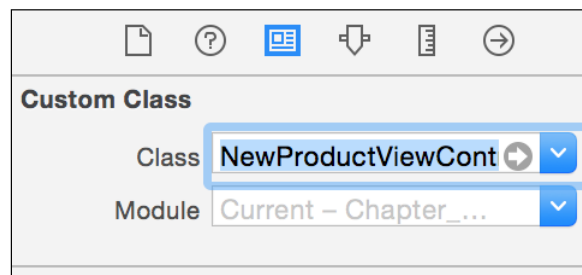 Custom Class
Class NewProductViewCont
Module Current – Chapter_...